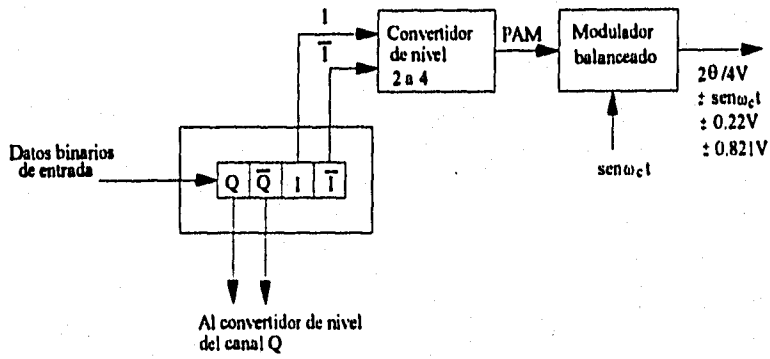 I
Ī
Convertidor
de nivel
2 a 4
PAM
Modulador
balanceado
2θ/4V
± senω꜀t
± 0.22V
± 0.821V
senω꜀t
Datos binarios
de entrada
Q Q̄ I Ī
Al convertidor de nivel
del canal Q